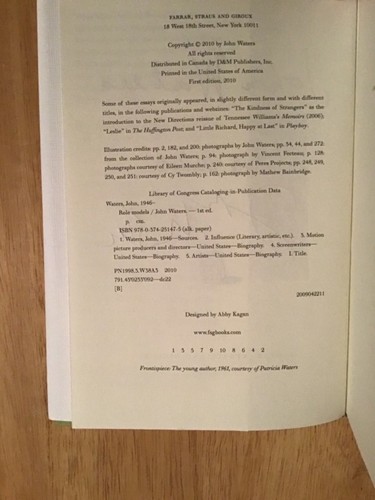 FARRAR, STRAUS AND GIROUX
18 West 18th Street, New York 10011
Copyright © 2010 by John Waters
All rights reserved
Distributed in Canada by D&M Publishers, Inc.
Printed in the United States of America
First edition, 2010
Some of these essays originally appeared, in slightly different form and with different
titles, in the following publications and websites: "The Kindness of Strangers" as the
introduction to the New Directions reissue of Tennessee Williams's Memoirs (2006);
"Leslie" in The Huffington Post; and "Little Richard, Happy at Last" in Playboy.
Illustration credits: pp. 2, 182, and 200: photographs by John Waters; pp. 34, 44, and 272:
from the collection of John Waters; p. 94: photograph by Vincent Fecteau; p. 128:
photographs courtesy of Eileen Murche; p. 240: courtesy of Peres Projects; pp. 248, 249,
250, and 251: courtesy of Cy Twombly; p. 162: photograph by Mathew Bainbridge.
Library of Congress Cataloging-in-Publication Data
Waters, John, 1946–
Role models / John Waters. — 1st ed.
p. cm.
ISBN 978-0-374-25147-5 (alk. paper)
1. Waters, John, 1946—Sources. 2. Influence (Literary, artistic, etc.). 3. Motion
picture producers and directors—United States—Biography. 4. Screenwriters—
United States—Biography. 5. Artists—United States—Biography. I. Title.
PN1998.3.W38A3 2010
791.4302'33092—dc22
[B]
2009042211
Designed by Abby Kagan
www.fsgbooks.com
1 3 5 7 9 10 8 6 4 2
Frontispiece: The young author, 1961, courtesy of Patricia Waters